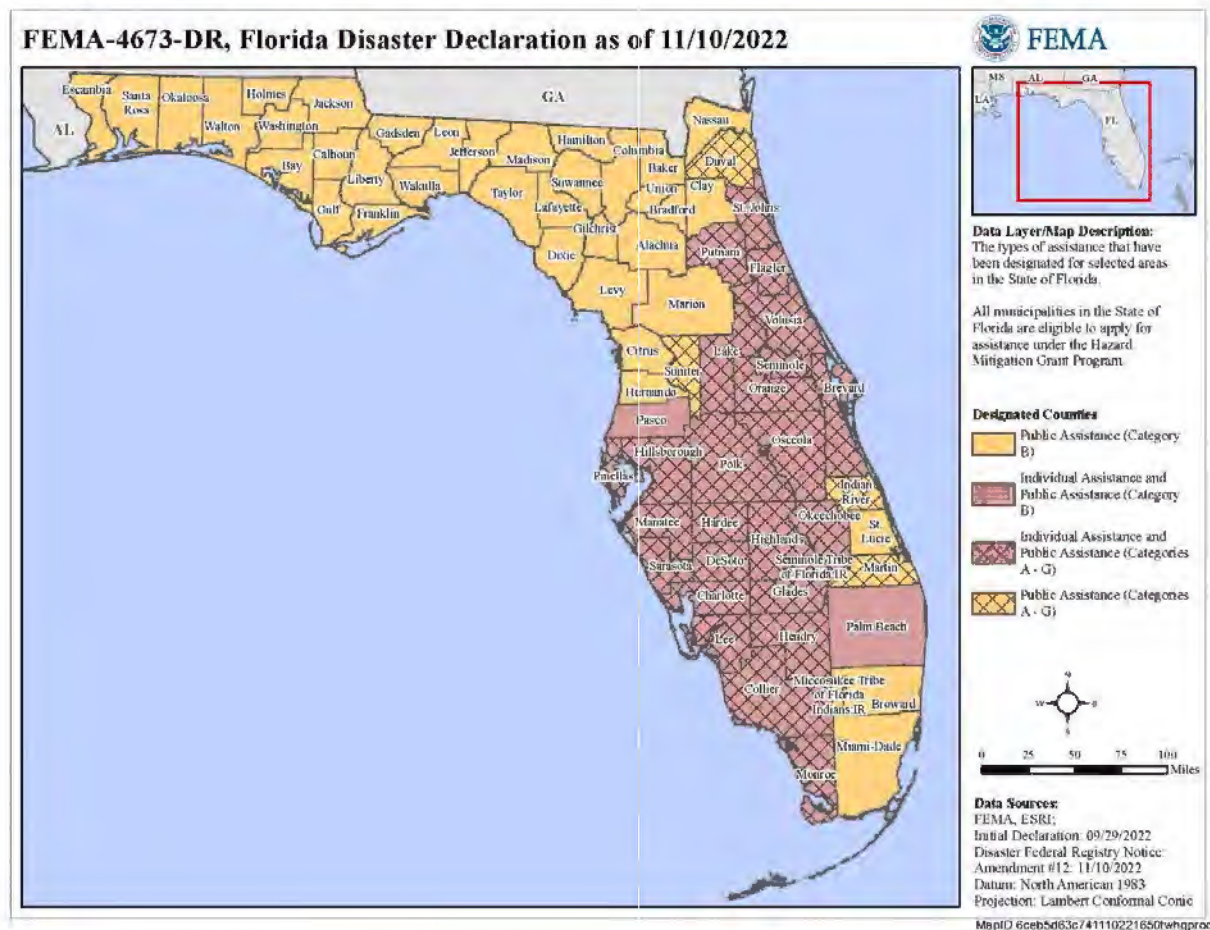 FEMA-4673-DR, Florida Disaster Declaration as of 11/10/2022
FEMA
MS
AL
GA
LA
FL
AL
GA
Escambia
Santa
Rosa
Okaloosa
Walton
Holmes
Washington
Jackson
Bay
Calhoun
Gulf
Liberty
Franklin
Gadsden
Leon
Wakulla
Jefferson
Madison
Taylor
Hamilton
Suwannee
Lafayette
Dixie
Columbia
Gilchrist
Baker
Union
Bradford
Alachua
Levy
Nassau
Duval
Clay
St. Johns
Putnam
Flagler
Marion
Volusia
Citrus
Sumter
Lake
Seminole
Hernando
Orange
Brevard
Pasco
Osceola
Hillsborough
Polk
Pinellas
Indian
River
Manatee
Hardee
Okeechobee
St.
Lucie
Highlands
Sarasota
DeSoto
Seminole Tribe
of Florida IR
Martin
Charlotte
Glades
Lee
Hendry
Palm Beach
Collier
Miccosukee Tribe
of Florida
Indians IR
Broward
Miami-Dade
Monroe
Data Layer/Map Description:
The types of assistance that have
been designated for selected areas
in the State of Florida.
All municipalities in the State of
Florida are eligible to apply for
assistance under the Hazard
Mitigation Grant Program.
Designated Counties
Public Assistance (Category
B)
Individual Assistance and
Public Assistance (Category
B)
Individual Assistance and
Public Assistance (Categories
A - G)
Public Assistance (Categories
A - G)
N
W
E
S
0 25 50 75 100
Miles
Data Sources:
FEMA, ESRI;
Initial Declaration: 09/29/2022
Disaster Federal Registry Notice:
Amendment #12: 11/10/2022
Datum: North American 1983
Projection: Lambert Conformal Conic
MapID 6ceb5d63c741110221650fwhqprod